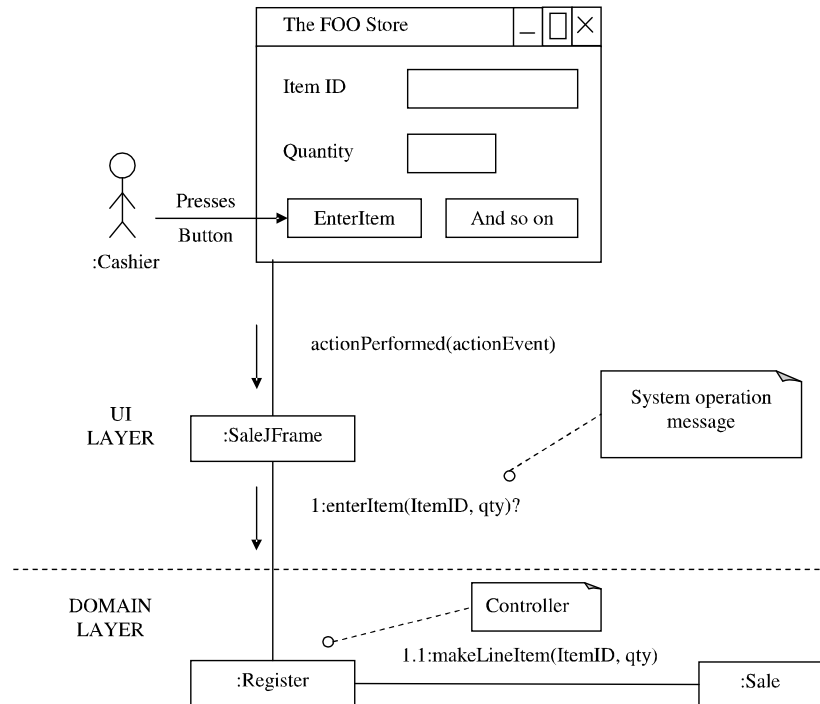 The FOO Store
Item ID
Quantity
Presses
Button
EnterItem
And so on
:Cashier
actionPerformed(actionEvent)
System operation
message
UI
LAYER
:SaleJFrame
1:enterItem(ItemID, qty)?
DOMAIN
LAYER
Controller
1.1:makeLineItem(ItemID, qty)
:Register
:Sale